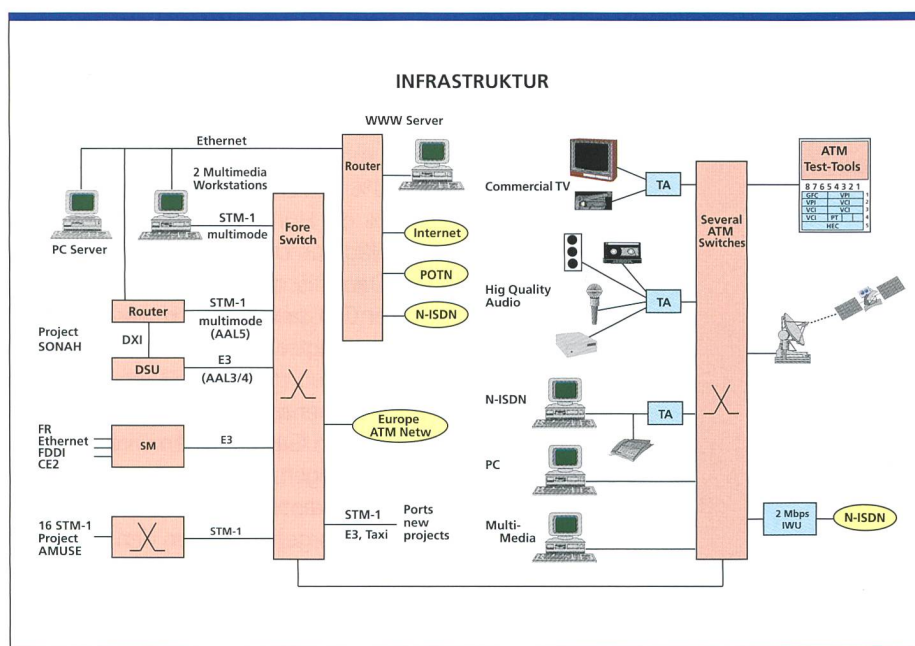 INFRASTRUKTUR
WWW Server
Ethernet
Router
2 Multimedia
Workstations
PC Server
STM-1
multimode
Fore
Switch
Internet
POTN
N-ISDN
Router
STM-1
multimode
(AAL5)
Project
SONAH
DXI
DSU
E3
(AAL3/4)
FR
Ethernet
FDDI
CE2
SM
E3
Europe
ATM Netw
16 STM-1
Project
AMUSE
STM-1
STM-1
E3, Taxi
Ports
new
projects
Commercial TV
TA
Hig Quality
Audio
TA
N-ISDN
TA
PC
Multi-
Media
Several
ATM
Switches
ATM
Test-Tools
8 7 6 5 4 3 2 1
GFC VPI 1
VPI VCI 2
VCI VCI 3
VCI PT 4
HEC 5
2 Mbps
IWU
N-ISDN